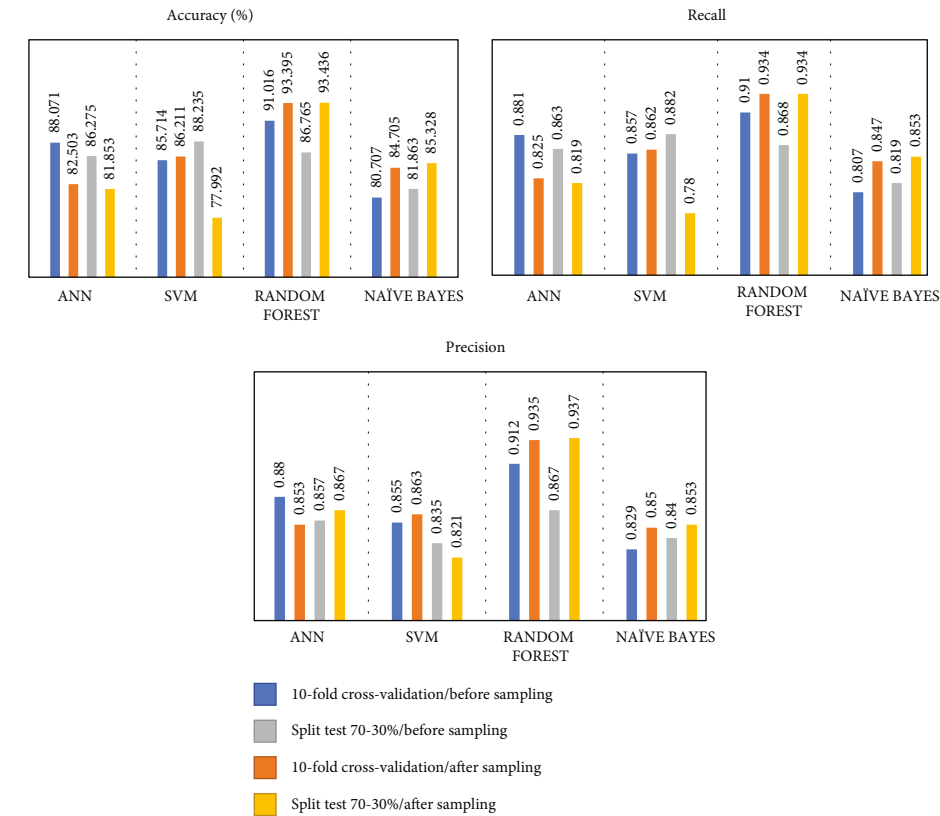 Accuracy (%)
88.071
82.503
86.275
81.853
85.714
86.211
88.235
77.992
91.016
93.395
86.765
93.436
80.707
84.705
81.863
85.328
ANN
SVM
RANDOM
FOREST
NAÏVE BAYES
Recall
0.881
0.825
0.863
0.819
0.857
0.862
0.882
0.78
0.91
0.934
0.868
0.934
0.807
0.847
0.819
0.853
ANN
SVM
RANDOM
FOREST
NAÏVE BAYES
Precision
0.88
0.853
0.857
0.867
0.855
0.863
0.835
0.821
0.912
0.935
0.867
0.937
0.829
0.85
0.84
0.853
ANN
SVM
RANDOM
FOREST
NAÏVE BAYES
10-fold cross-validation/before sampling
Split test 70-30%/before sampling
10-fold cross-validation/after sampling
Split test 70-30%/after sampling